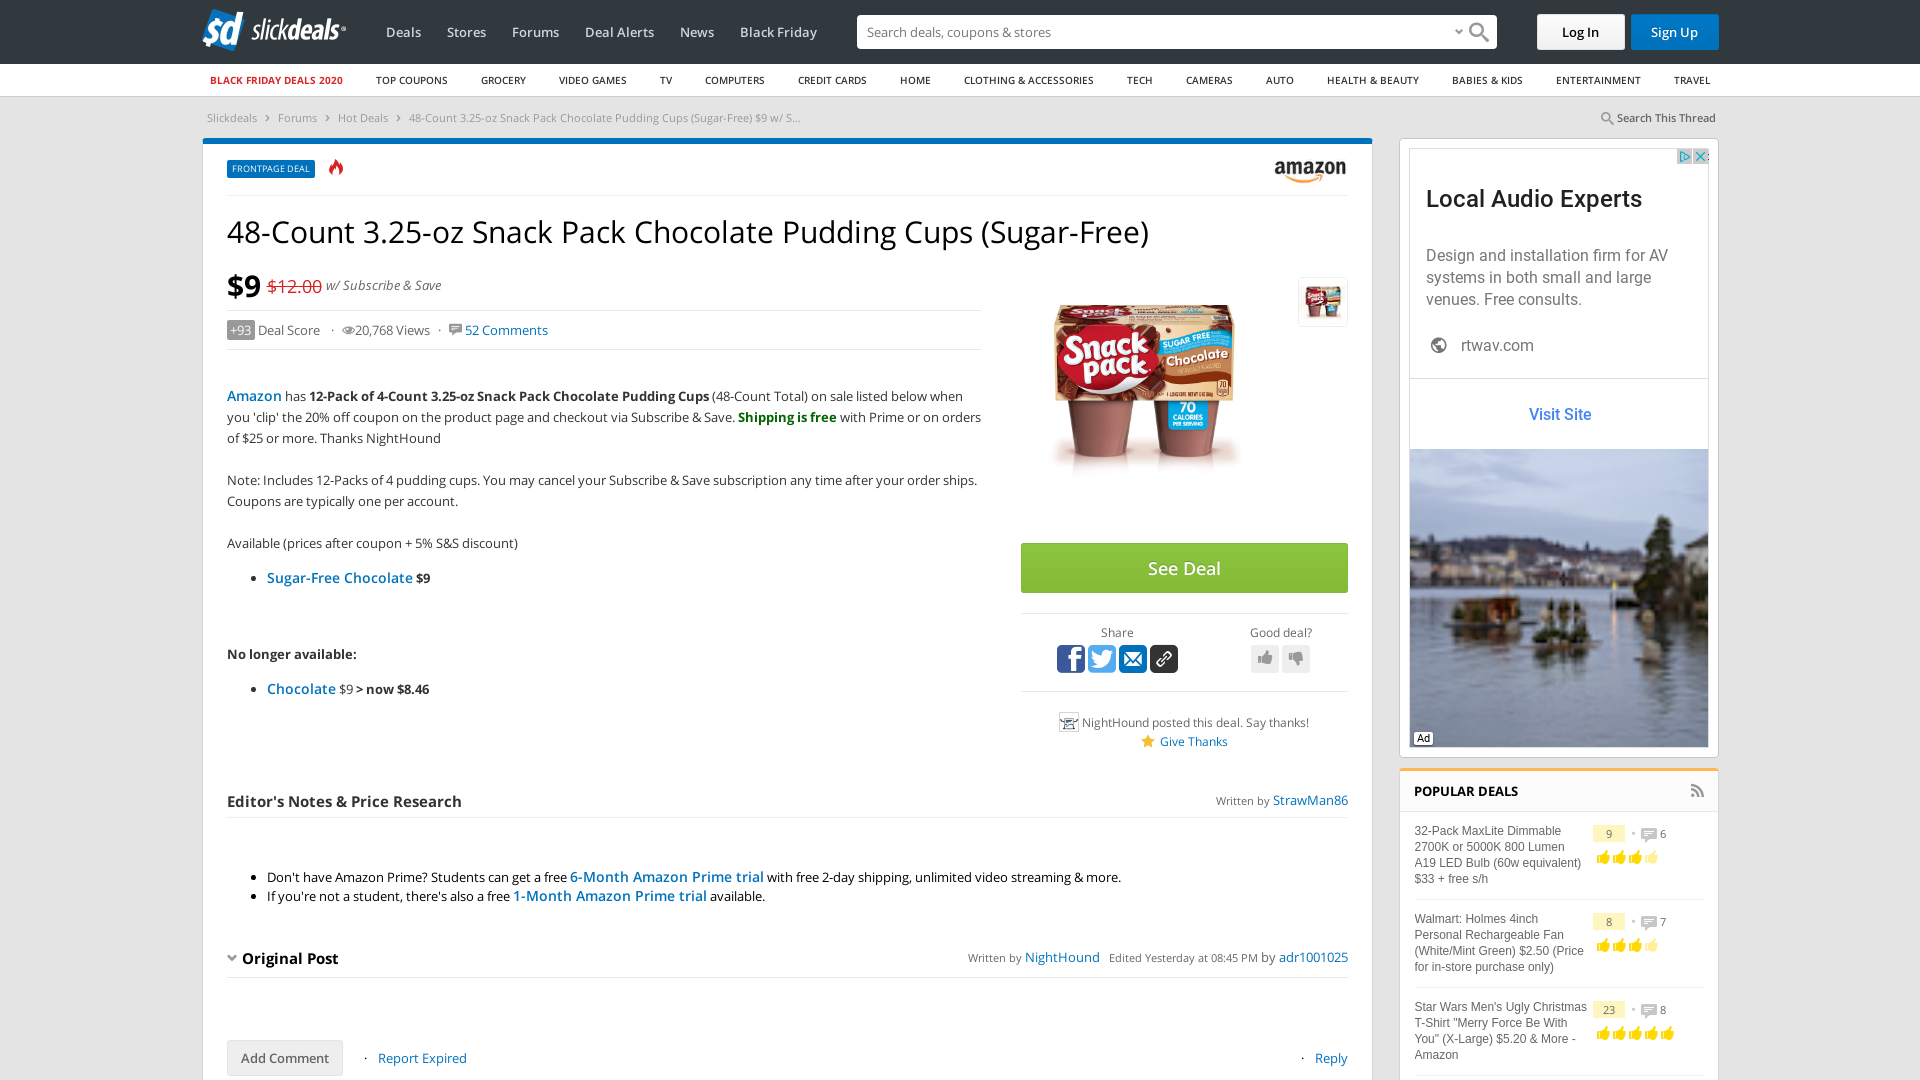 sd slickdeals
Deals Stores Forums Deal Alerts News Black Friday
Search deals, coupons & shopping
Log In Sign Up
BLACK FRIDAY DEALS 2020 TOP COUPONS GROCERY VIDEO GAMES TV COMPUTERS CREDIT CARDS HOME CLOTHING & ACCESSORIES TECH CAMERAS AUTO HEALTH & BEAUTY BABIES & KIDS ENTERTAINMENT TRAVEL
Slickdeals > Forums > Hot Deals > 48-Count 3.25-oz Snack Pack Chocolate Pudding Cups (Sugar-Free) $9 w/ S...
Search This Thread
FRONTPAGE DEAL
amazon
48-Count 3.25-oz Snack Pack Chocolate Pudding Cups (Sugar-Free)
$9 $12.00 w/ Subscribe & Save
+93 Deal Score · 20,768 Views · 52 Comments
Amazon has 12-Pack of 4-Count 3.25-oz Snack Pack Chocolate Pudding Cups (48-Count Total) on sale listed below when
you 'clip' the 20% off coupon on the product page and checkout via Subscribe & Save. Shipping is free with Prime or on orders
of $25 or more. Thanks NightHound
Note: Includes 12-Packs of 4 pudding cups. You may cancel your Subscribe & Save subscription any time after your order ships.
Coupons are typically one per account.
Available (prices after coupon + 5% S&S discount)
• Sugar-Free Chocolate $9
No longer available:
• Chocolate $9 > now $8.46
Snack
pack
SUGAR FREE
Chocolate
70
CALORIES
PER SERVING
See Deal
Share
Good deal?
NightHound posted this deal. Say thanks!
Give Thanks
Editor's Notes & Price Research
Written by StrawMan86
• Don't have Amazon Prime? Students can get a free 6-Month Amazon Prime trial with free 2-day shipping, unlimited video streaming & more.
• If you're not a student, there's also a free 1-Month Amazon Prime trial available.
Original Post
Written by NightHound Edited Yesterday at 08:45 PM by adr1001025
Add Comment · Report Expired
· Reply
Local Audio Experts
Design and installation firm for AV
systems in both small and large
venues. Free consults.
rtwav.com
Visit Site
Ad
POPULAR DEALS
32-Pack MaxLite Dimmable
2700K or 5000K 800 Lumen
A19 LED Bulb (60w equivalent)
$33 + free s/h
9 · 6
Walmart: Holmes 4inch
Personal Rechargeable Fan
(White/Mint Green) $2.50 (Price
for in-store purchase only)
8 · 7
Star Wars Men's Ugly Christmas
T-Shirt "Merry Force Be With
You" (X-Large) $5.20 & More -
Amazon
23 · 8